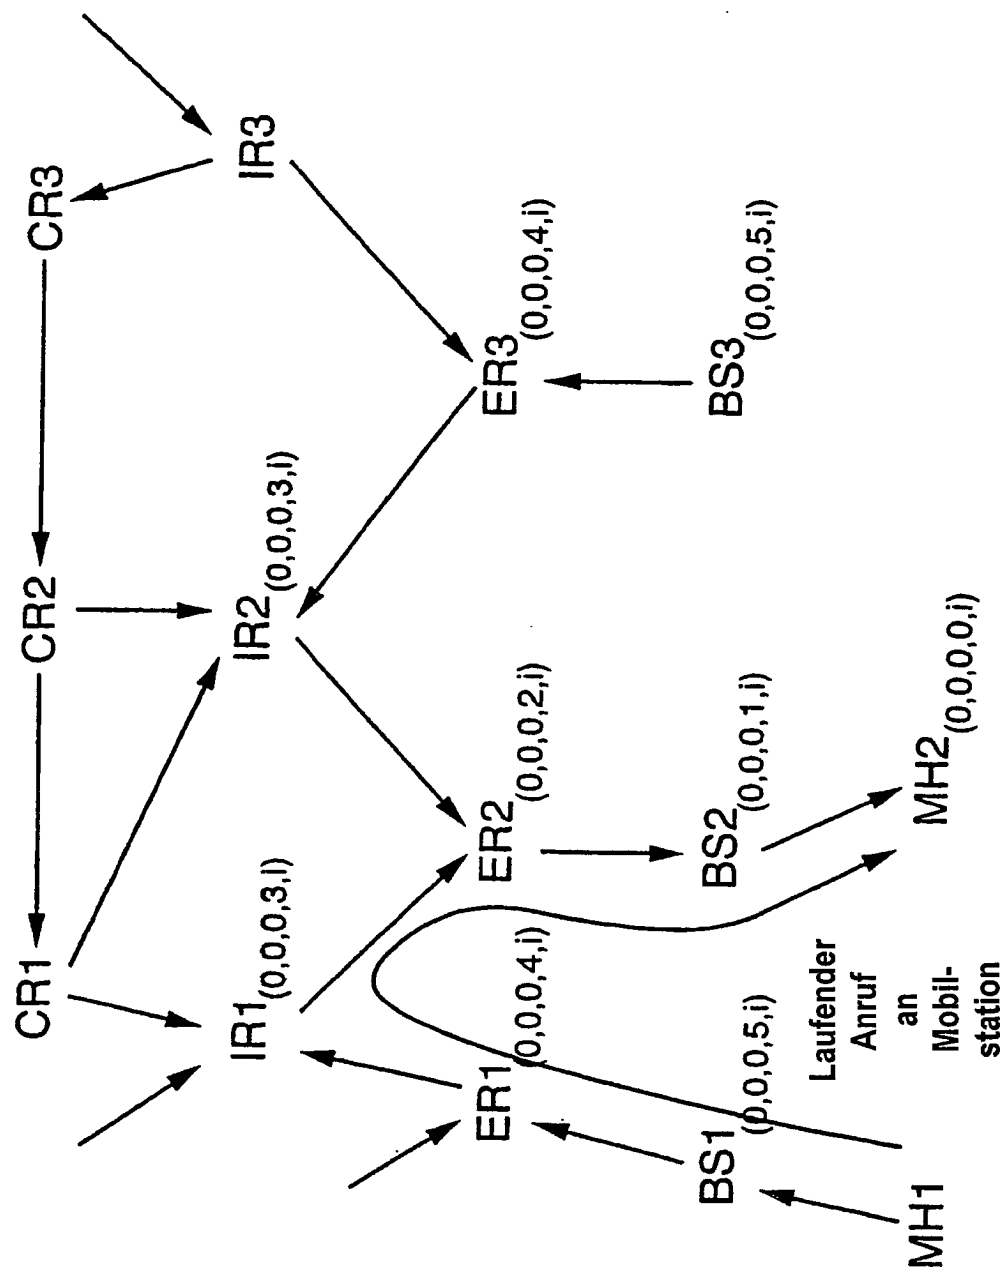 CR1
CR2
CR3
IR1(0,0,0,3,i)
IR2(0,0,0,3,i)
IR3
ER1(0,0,0,4,i)
ER2(0,0,0,2,i)
ER3(0,0,0,4,i)
BS1(0,0,0,5,i)
BS2(0,0,0,1,i)
BS3(0,0,0,5,i)
MH1
Laufender
Anruf
an
Mobil-
station
MH2(0,0,0,0,i)